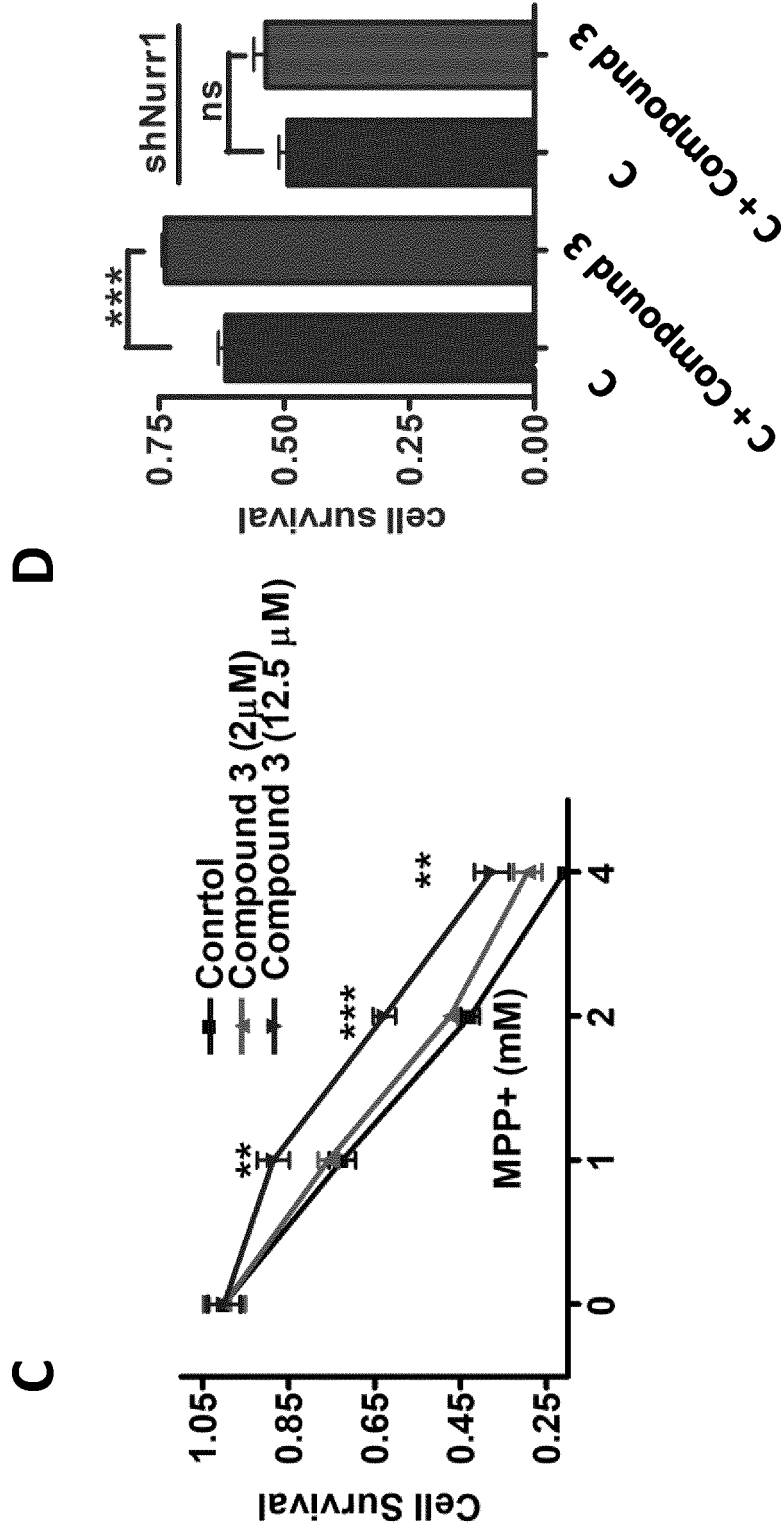 C
Conrtol
Compound 3 (2μM)
Compound 3 (12.5 μM)
Cell Survival
1.05
0.85
0.65
0.45
0.25
**
***
**
MPP+ (mM)
0
1
2
4
D
cell survival
0.75
0.50
0.25
0.00
***
shNurr1
ns
C
C + Compound 3
C
C + Compound 3